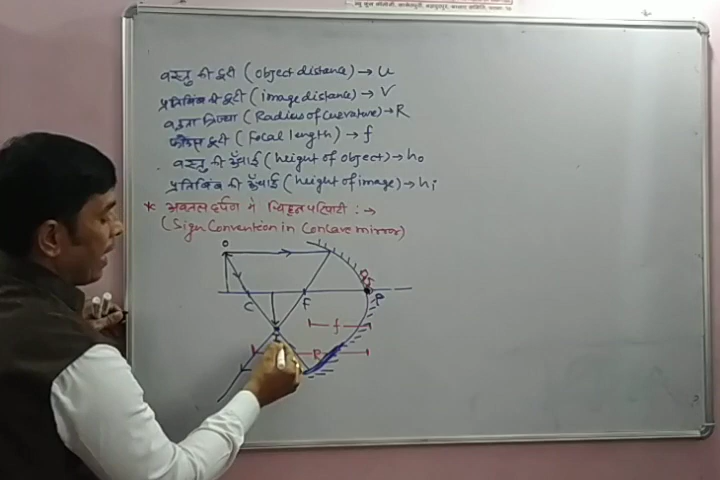 वस्तु की दूरी (object distance) → u
प्रतिबिंब की दूरी (image distance) → V
वक्रता त्रिज्या (Radius of Curvature) → R
फोकस दूरी (Focal length) → f
वस्तु की ऊँचाई (height of object) → ho
प्रतिबिंब की ऊँचाई (height of image) → hi
* अवतल दर्पण में चिह्न परिपाटी : →
(Sign Convention in Concave mirror)
O
C F P
f
R